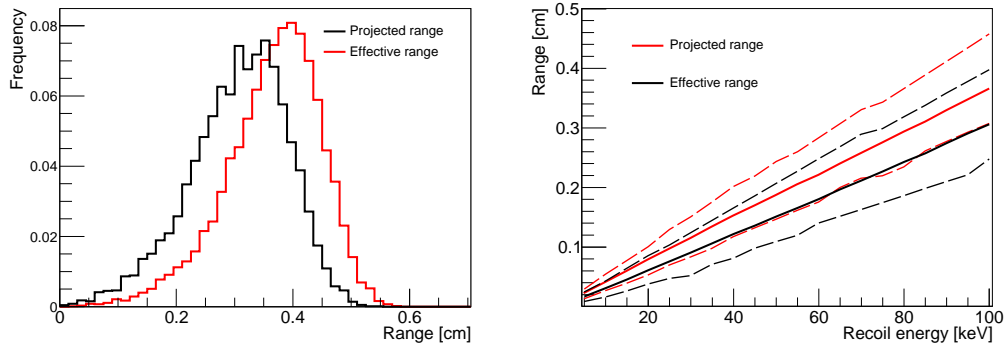 Frequency
0.08
0.06
0.04
0.02
0
Projected range
Effective range
0 0.2 0.4 0.6
Range [cm]
Range [cm]
0.5
0.4
0.3
0.2
0.1
Projected range
Effective range
20 40 60 80 100
Recoil energy [keV]